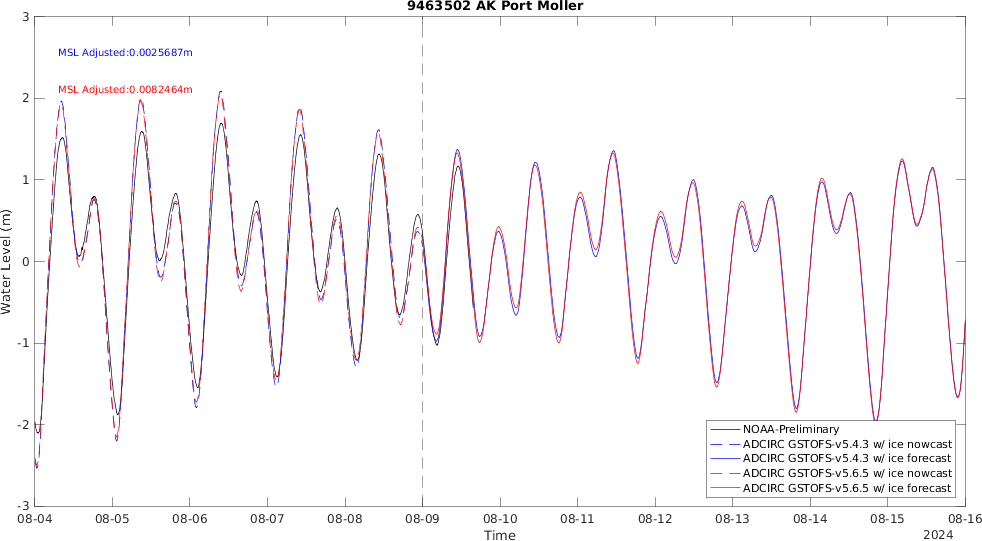 9463502 AK Port Moller
MSL Adjusted:0.0025687m
MSL Adjusted:0.0082464m
Water Level (m)
3
2
1
0
-1
-2
-3
NOAA-Preliminary
ADCIRC GSTOFS-v5.4.3 w/ ice nowcast
ADCIRC GSTOFS-v5.4.3 w/ ice forecast
ADCIRC GSTOFS-v5.6.5 w/ ice nowcast
ADCIRC GSTOFS-v5.6.5 w/ ice forecast
08-04 08-05 08-06 08-07 08-08 08-09 08-10 08-11 08-12 08-13 08-14 08-15 08-16
Time
2024